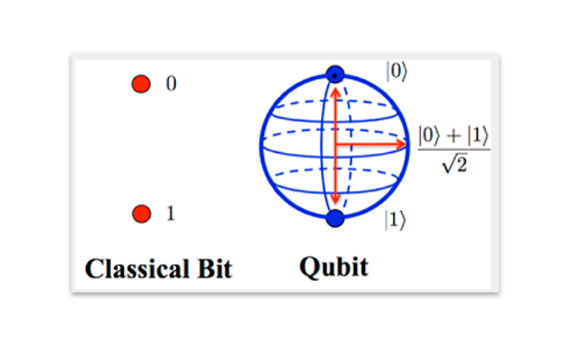 0
1
Classical Bit
|0⟩
|0⟩ + |1⟩
√2
|1⟩
Qubit